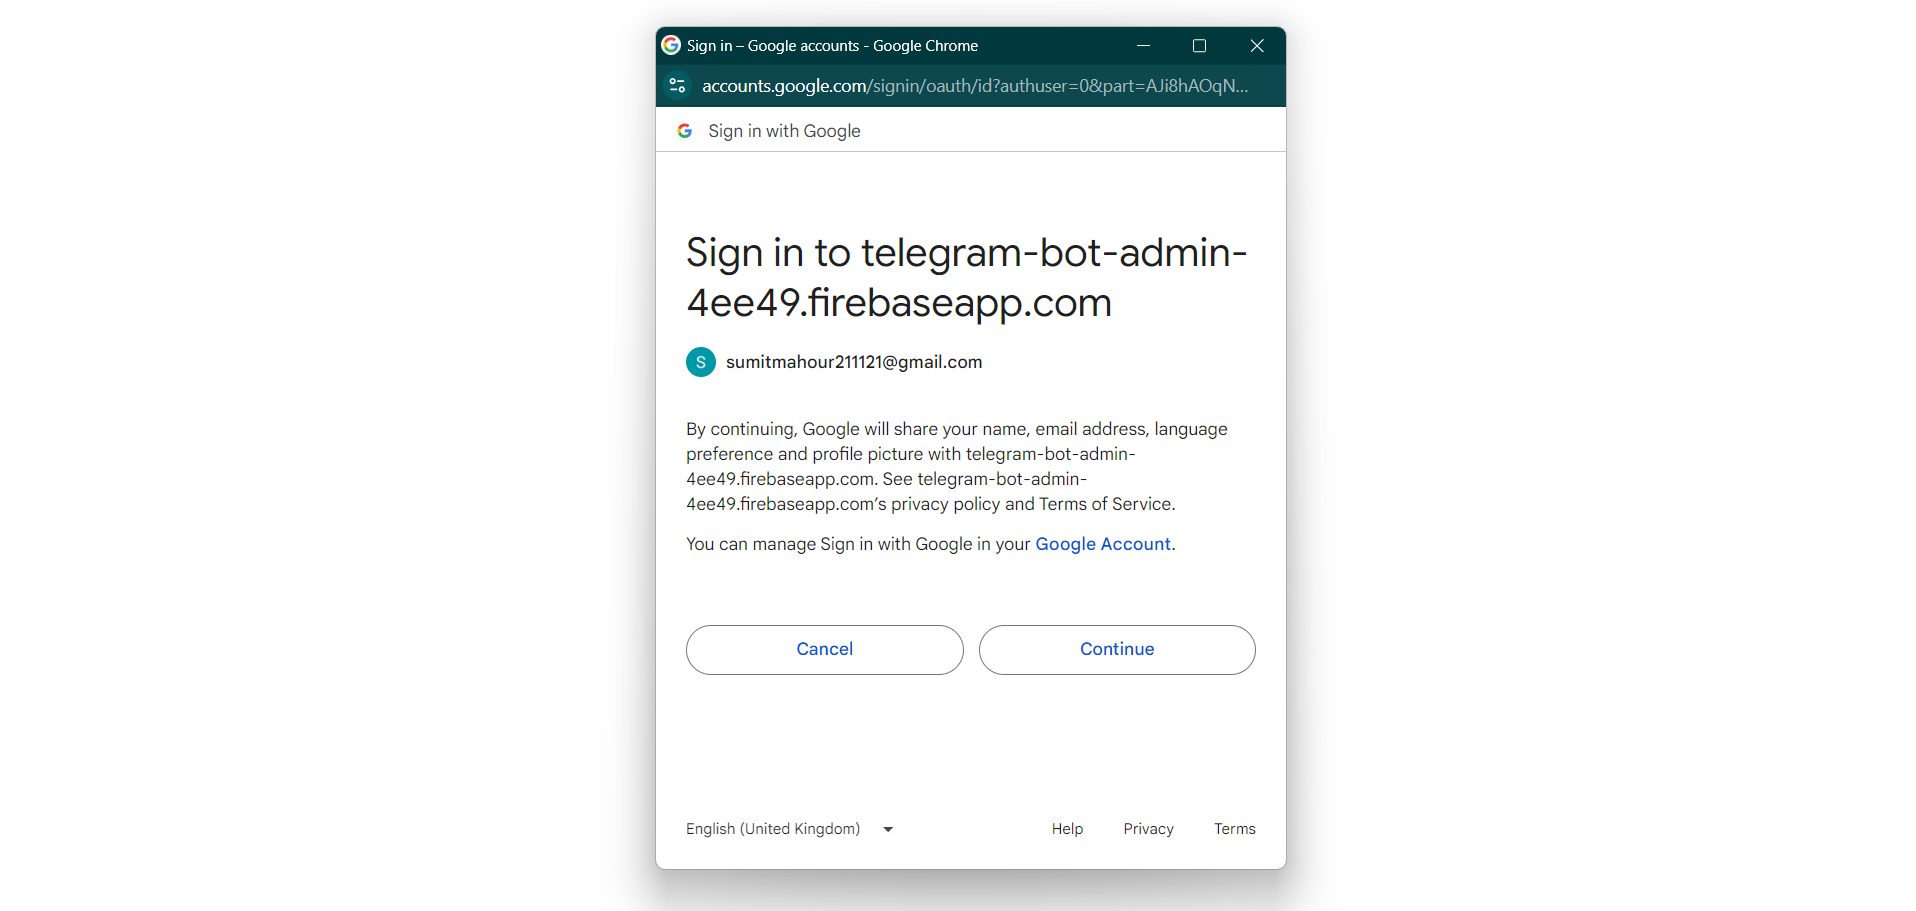 Sign in – Google accounts - Google Chrome
accounts.google.com/signin/oauth/id?authuser=0&part=AJi8hAOqN...
Sign in with Google
Sign in to telegram-bot-admin-
4ee49.firebaseapp.com
S sumitmahour211121@gmail.com
By continuing, Google will share your name, email address, language
preference and profile picture with telegram-bot-admin-
4ee49.firebaseapp.com. See telegram-bot-admin-
4ee49.firebaseapp.com’s privacy policy and Terms of Service.
You can manage Sign in with Google in your Google Account.
Cancel Continue
English (United Kingdom) Help Privacy Terms